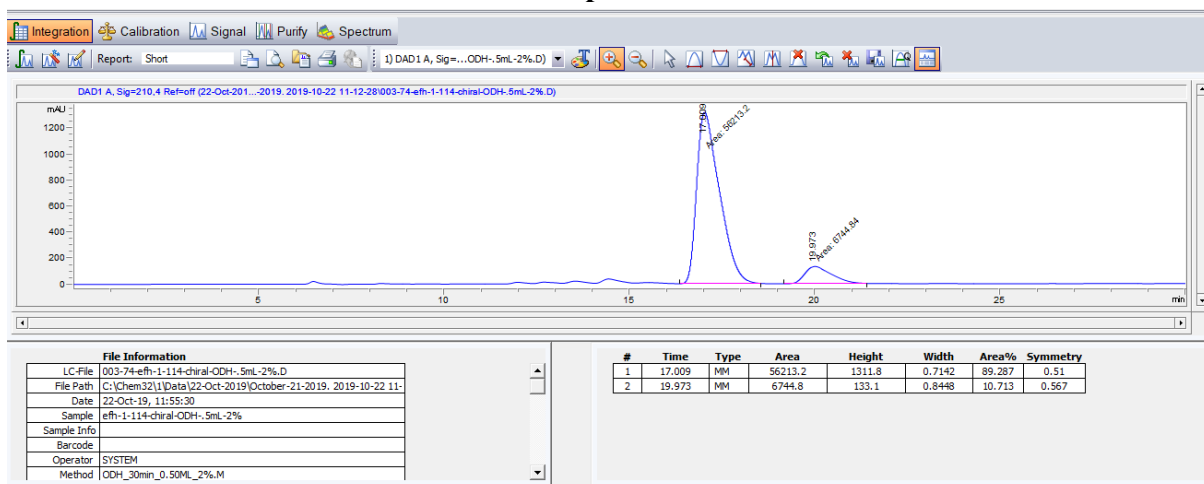 Integration Calibration Signal Purify Spectrum
Report: Short 1) DAD1 A, Sig=...ODH-.5mL-2%.D)
DAD1 A, Sig=210,4 Ref=off (22-Oct-201...-2019. 2019-10-22 11-12-28\003-74-efh-1-114-chiral-ODH-.5mL-2%.D)
mAU
1200
1000
800
600
400
200
0
17.009
Area: 56213.2
19.973
Area: 6744.84
5 10 15 20 25 min
File Information
LC-File 003-74-efh-1-114-chiral-ODH-.5mL-2%.D
File Path C:\Chem32\1\Data\22-Oct-2019\October-21-2019. 2019-10-22 11-
Date 22-Oct-19, 11:55:30
Sample efh-1-114-chiral-ODH-.5mL-2%
Sample Info
Barcode
Operator SYSTEM
Method ODH_30min_0.50ML_2%.M
# Time Type Area Height Width Area% Symmetry
1 17.009 MM 56213.2 1311.8 0.7142 89.287 0.51
2 19.973 MM 6744.8 133.1 0.8448 10.713 0.567